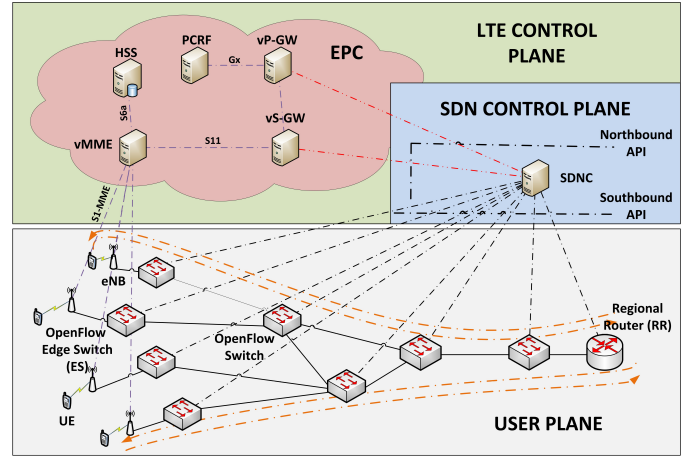 HSS
PCRF
vP-GW
EPC
LTE CONTROL
PLANE
Gx
S6a
vMME
S11
vS-GW
SDN CONTROL PLANE
Northbound
API
SDNC
Southbound
API
S1-MME
eNB
OpenFlow
Edge Switch
(ES)
OpenFlow
Switch
Regional
Router (RR)
UE
USER PLANE